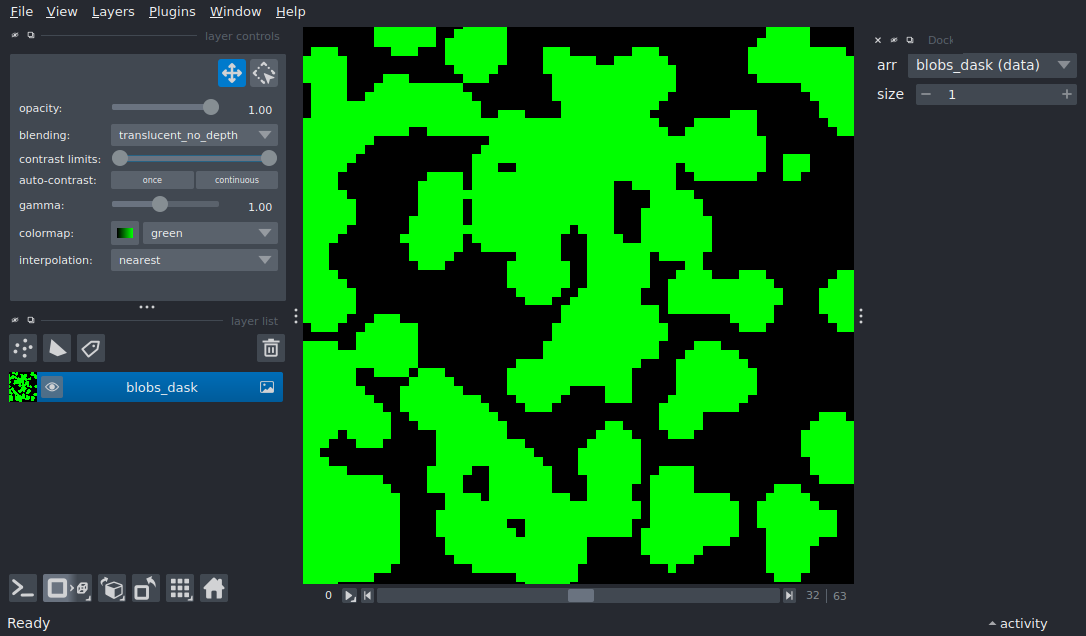 File View Layers Plugins Window Help
layer controls
opacity: 1.00
blending: translucent_no_depth
contrast limits:
auto-contrast: once continuous
gamma: 1.00
colormap: green
interpolation: nearest
layer list
blobs_dask
Dock
arr blobs_dask (data)
size 1
0 32 63
Ready
activity